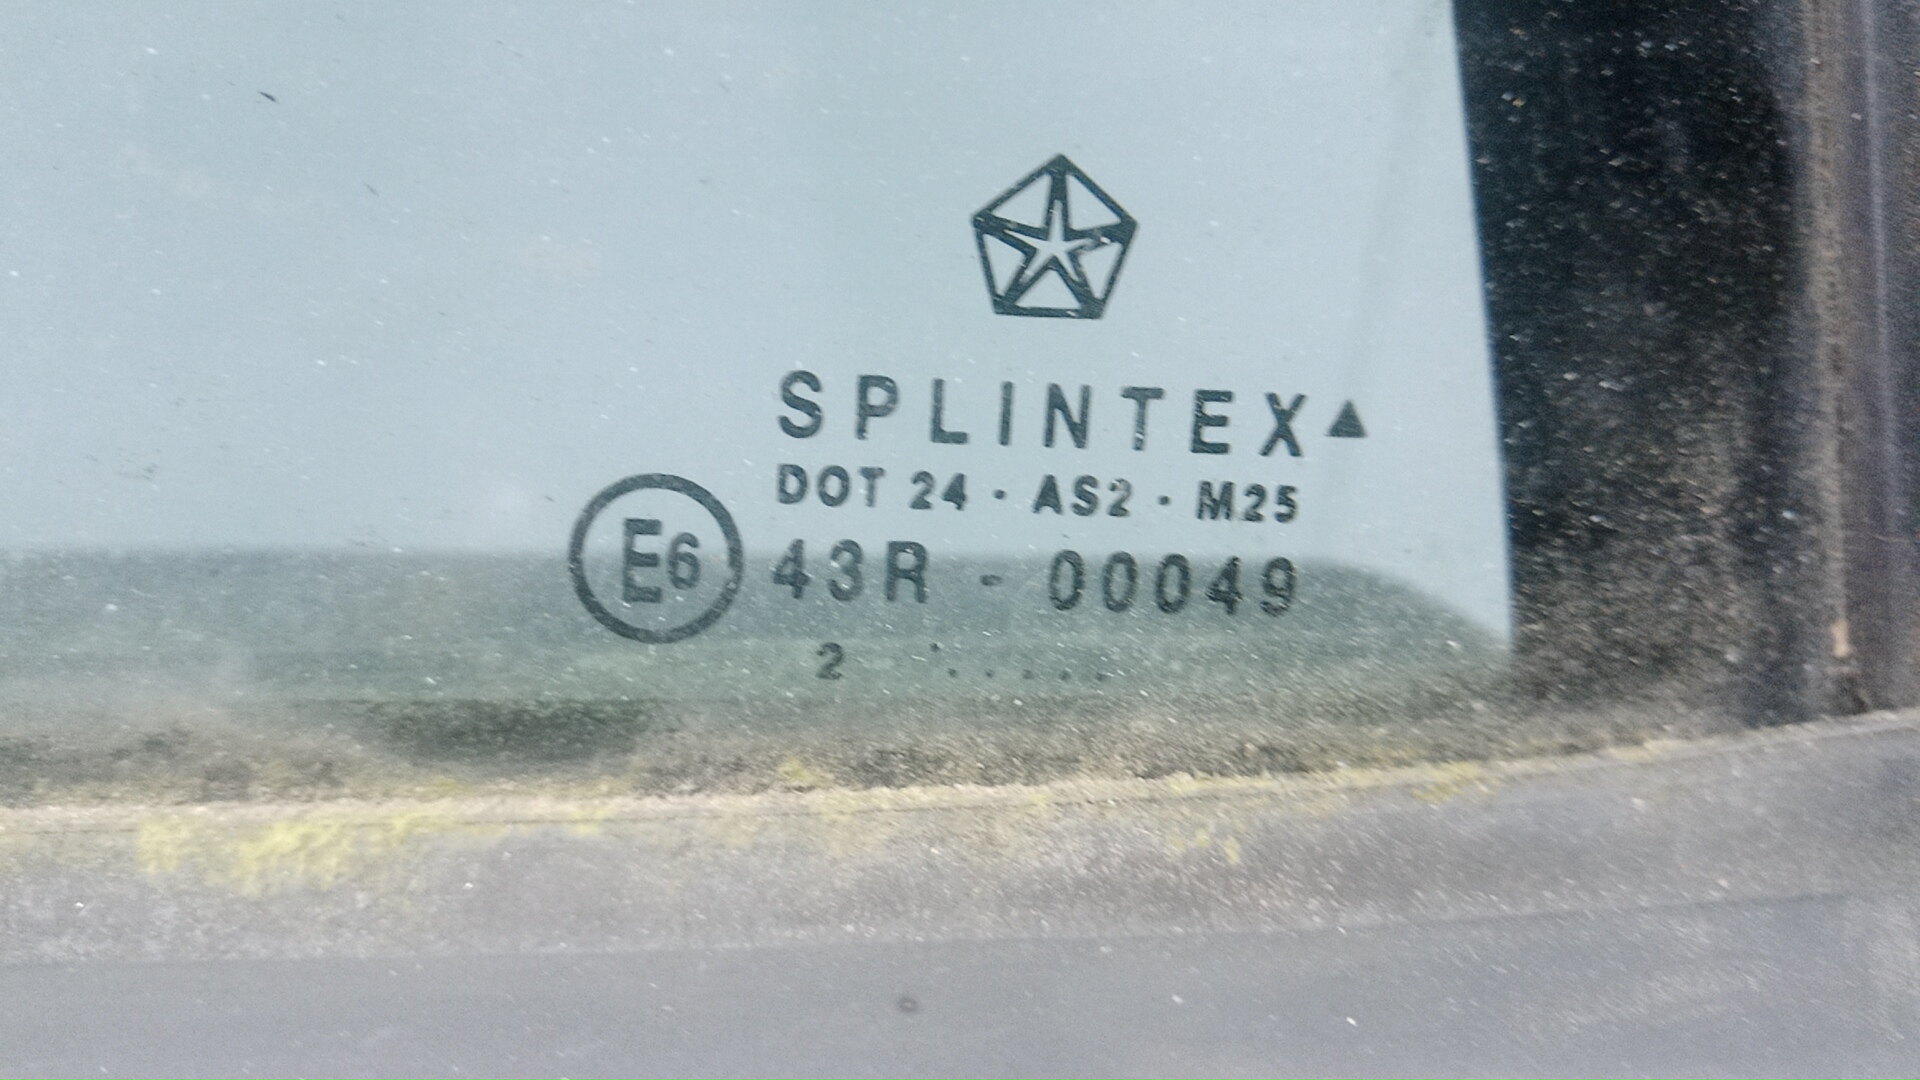 SPLINTEX▲
DOT 24 · AS2 · M25
E6 43R - 00049
2 ·.....